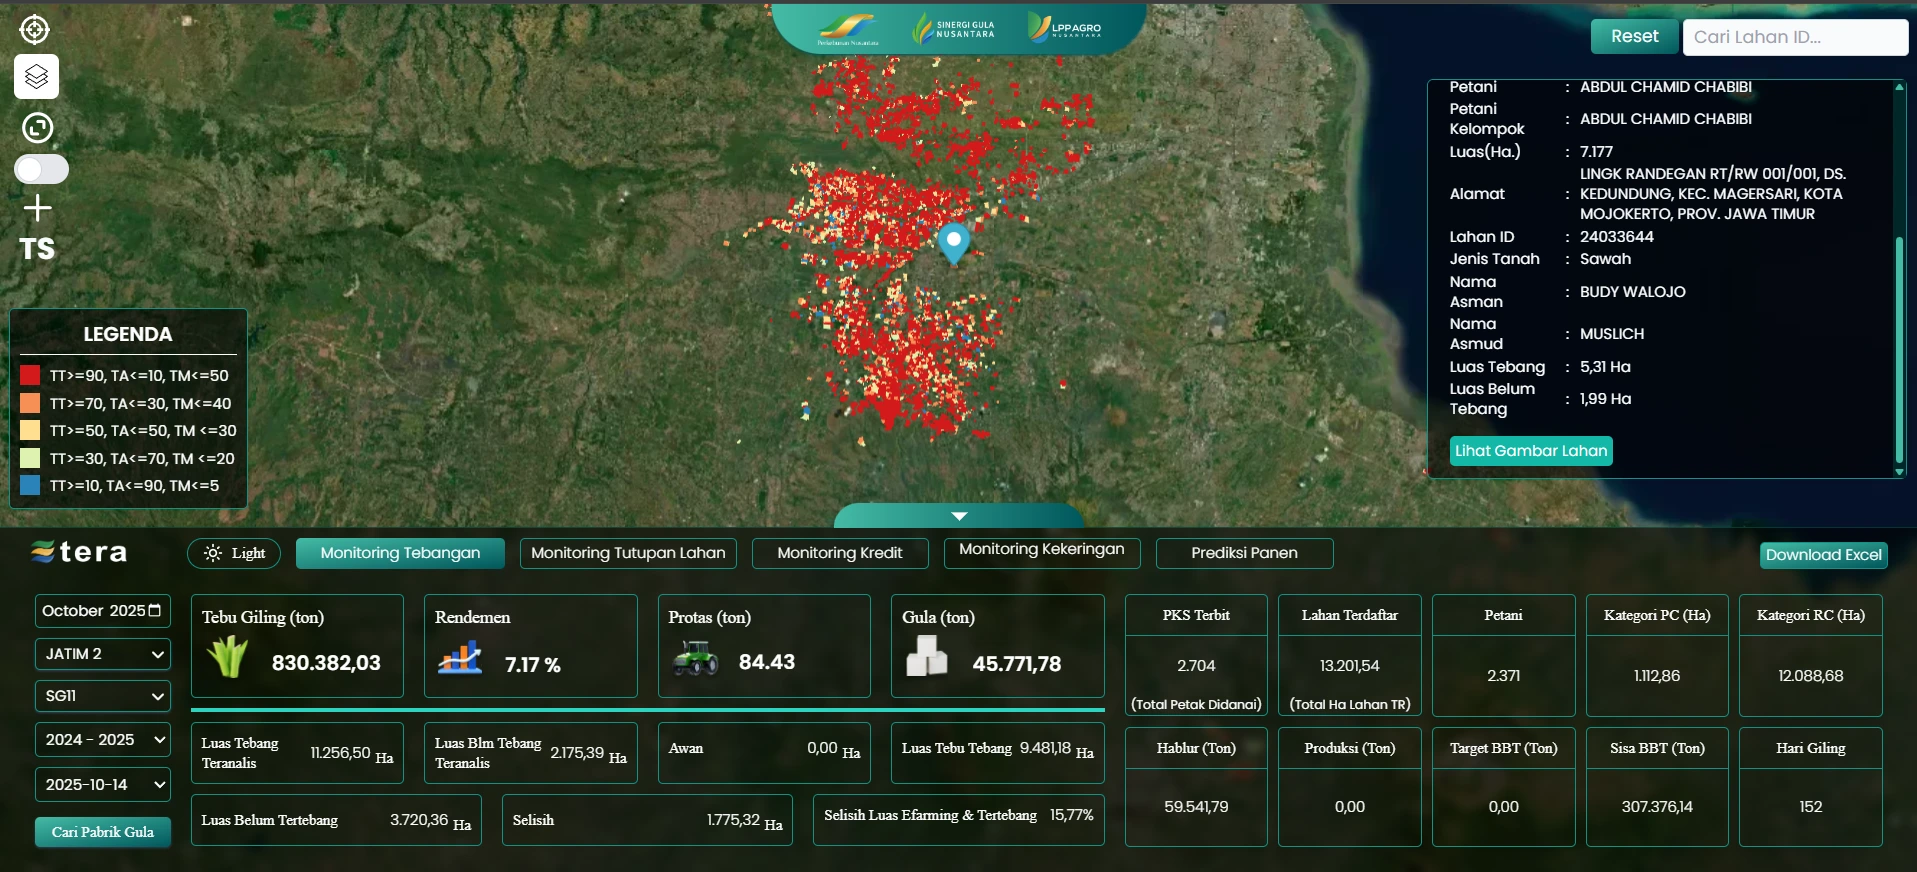 Perkebunan Nusantara
SINERGI GULA
NUSANTARA
LPPAGRO
NUSANTARA
Reset
Cari Lahan ID...
TS
Petani : ABDUL CHAMID CHABIBI
Petani Kelompok : ABDUL CHAMID CHABIBI
Luas(Ha.) : 7.177
Alamat : LINGK RANDEGAN RT/RW 001/001, DS.
KEDUNDUNG, KEC. MAGERSARI, KOTA
MOJOKERTO, PROV. JAWA TIMUR
Lahan ID : 24033644
Jenis Tanah : Sawah
Nama Asman : BUDY WALOJO
Nama Asmud : MUSLICH
Luas Tebang : 5,31 Ha
Luas Belum Tebang : 1,99 Ha
Lihat Gambar Lahan
LEGENDA
TT>=90, TA<=10, TM<=50
TT>=70, TA<=30, TM<=40
TT>=50, TA<=50, TM <=30
TT>=30, TA<=70, TM <=20
TT>=10, TA<=90, TM<=5
tera
Light
Monitoring Tebangan
Monitoring Tutupan Lahan
Monitoring Kredit
Monitoring Kekeringan
Prediksi Panen
Download Excel
October 2025
JATIM 2
SG11
2024 - 2025
2025-10-14
Cari Pabrik Gula
Tebu Giling (ton)
830.382,03
Rendemen
7.17 %
Protas (ton)
84.43
Gula (ton)
45.771,78
Luas Tebang Teranalis
11.256,50 Ha
Luas Blm Tebang Teranalis
2.175,39 Ha
Awan
0,00 Ha
Luas Tebu Tebang
9.481,18 Ha
Luas Belum Tertebang
3.720,36 Ha
Selisih
1.775,32 Ha
Selisih Luas Efarming & Tertebang
15,77%
PKS Terbit
2.704
(Total Petak Didanai)
Lahan Terdaftar
13.201,54
(Total Ha Lahan TR)
Petani
2.371
Kategori PC (Ha)
1.112,86
Kategori RC (Ha)
12.088,68
Hablur (Ton)
59.541,79
Produksi (Ton)
0,00
Target BBT (Ton)
0,00
Sisa BBT (Ton)
307.376,14
Hari Giling
152